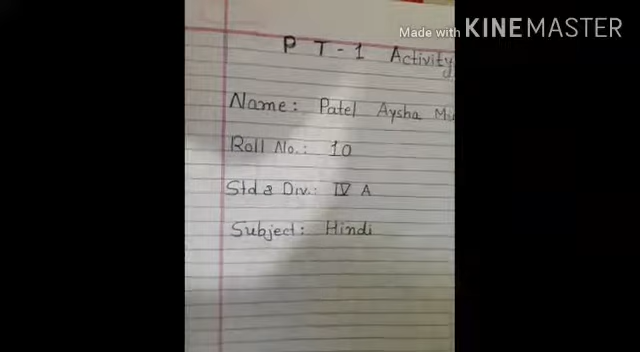 Made with KINEMASTER
P T - 1 Activity
Name: Patel Aysha
Roll No.: 10
Std & Div.: IV A
Subject: Hindi